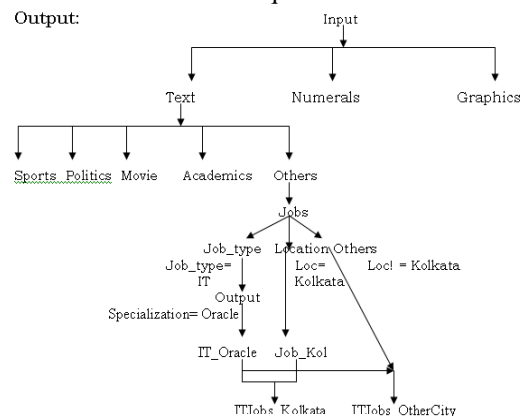 Output:
Input
Text Numerals Graphics
Sports Politics Movie Academics Others
Jobs
Job_type Location Others
Job_type= Loc= Loc! = Kolkata
IT Kolkata
Output
Specialization= Oracle
IT_Oracle Job_Kol
ITJobs_Kolkata ITJobs_OtherCity